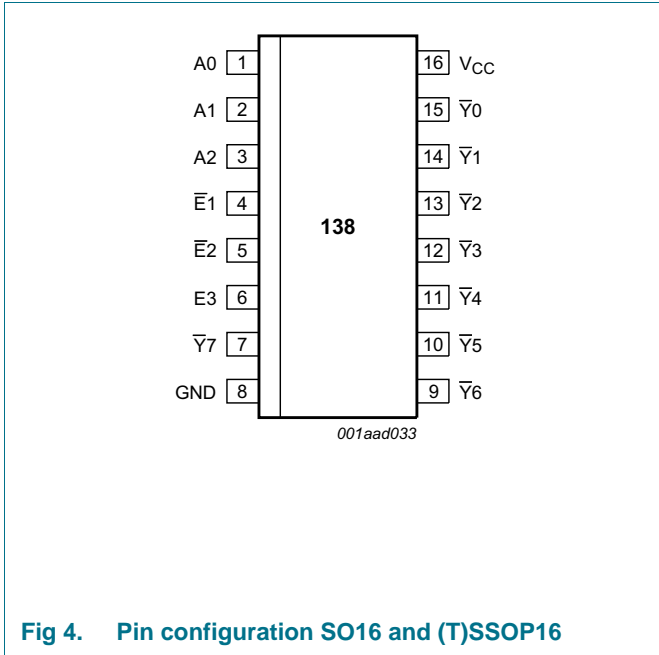 A0 1 16 VCC
A1 2 15 Y̅0
A2 3 14 Y̅1
E̅1 4 13 Y̅2
138
E̅2 5 12 Y̅3
E3 6 11 Y̅4
Y̅7 7 10 Y̅5
GND 8 9 Y̅6
001aad033
Fig 4. Pin configuration SO16 and (T)SSOP16